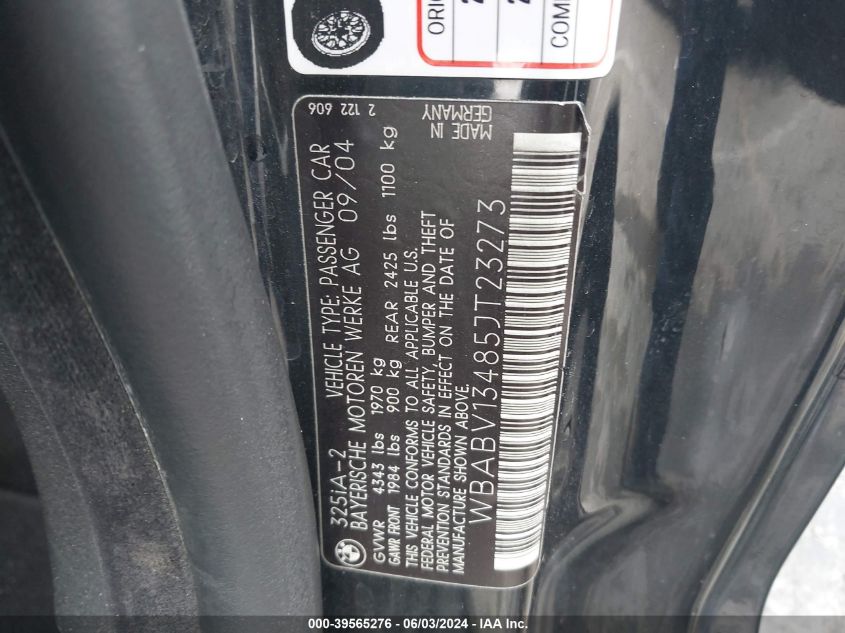 ORIG
COM
2 122 606
MADE IN
GERMANY
325iA-2 VEHICLE TYPE: PASSENGER CAR
BAYERISCHE MOTOREN WERKE AG 09/04
GVWR 4343 lbs 1970 kg
GAWR FRONT 1984 lbs 900 kg REAR 2425 lbs 1100 kg
THIS VEHICLE CONFORMS TO ALL APPLICABLE U.S.
FEDERAL MOTOR VEHICLE SAFETY, BUMPER AND THEFT
PREVENTION STANDARDS IN EFFECT ON THE DATE OF
MANUFACTURE SHOWN ABOVE.
WBABV13485JT23273
000-39565276 - 06/03/2024 - IAA Inc.